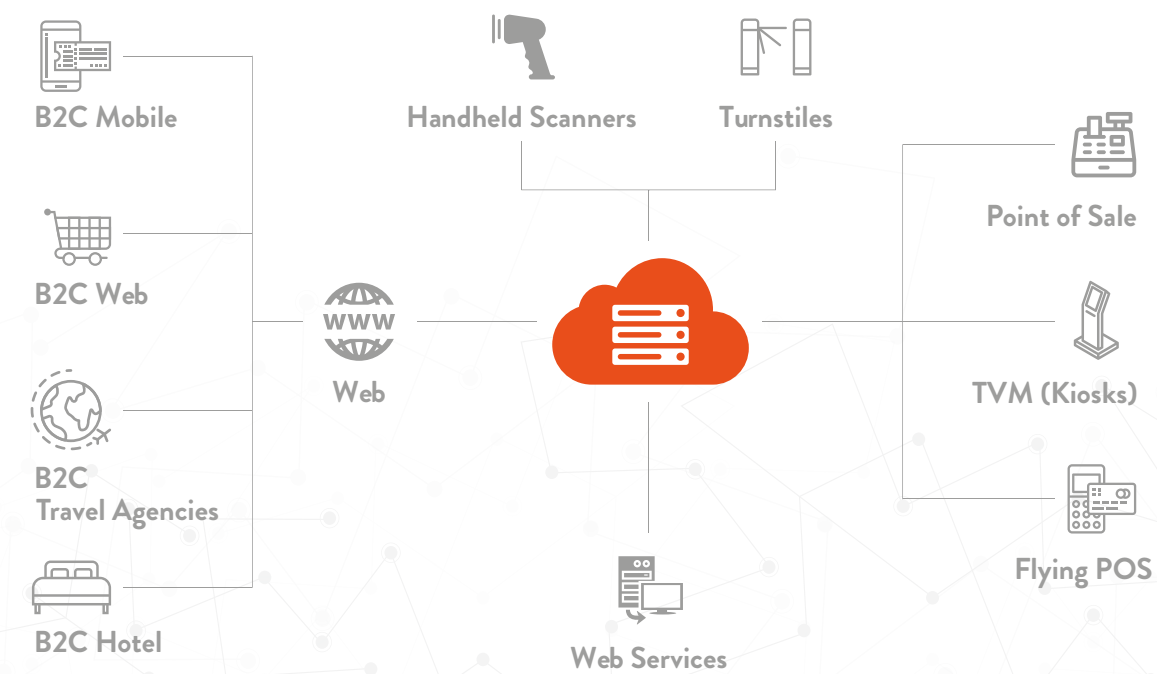 B2C Mobile
Handheld Scanners
Turnstiles
Point of Sale
B2C Web
WWW
Web
TVM (Kiosks)
B2C
Travel Agencies
Flying POS
B2C Hotel
Web Services